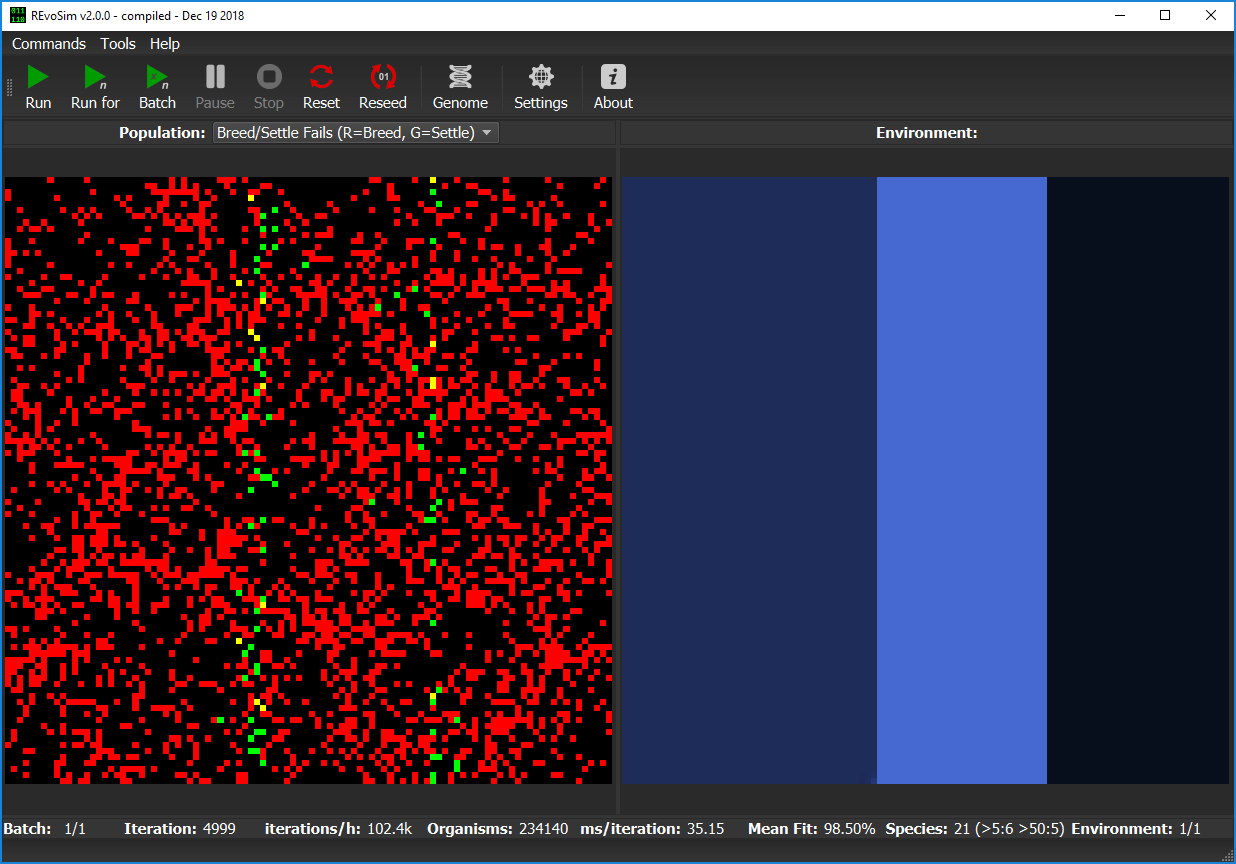 REvoSim v2.0.0 - compiled - Dec 19 2018
Commands Tools Help
n n
Run Run for Batch Pause Stop Reset Reseed Genome Settings About
Population: Breed/Settle Fails (R=Breed, G=Settle) Environment:
Batch: 1/1 Iteration: 4999 iterations/h: 102.4k Organisms: 234140 ms/iteration: 35.15 Mean Fit: 98.50% Species: 21 (>5:6 >50:5) Environment: 1/1